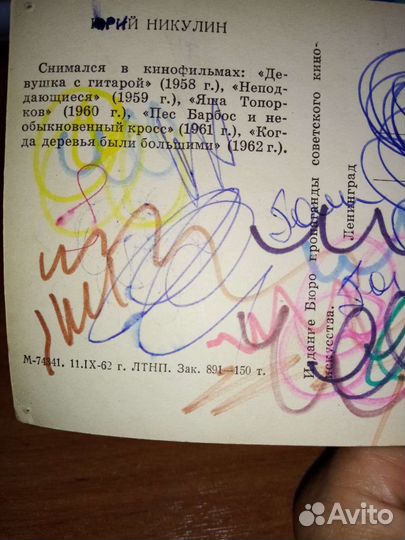 ЮРИЙ НИКУЛИН
Снимался в кинофильмах: «Де-
вушка с гитарой» (1958 г.), «Непод-
дающиеся» (1959 г.), «Яша Топор-
ков» (1960 г.), «Пес Барбос и не-
обыкновенный кросс» (1961 г.), «Ког-
да деревья были большими» (1962 г.).
М-74341. 11.IX-62 г. ЛТНП. Зак. 891—150 т.
Издание Бюро пропаганды советского кино-
искусства.
Ленинград
Avito